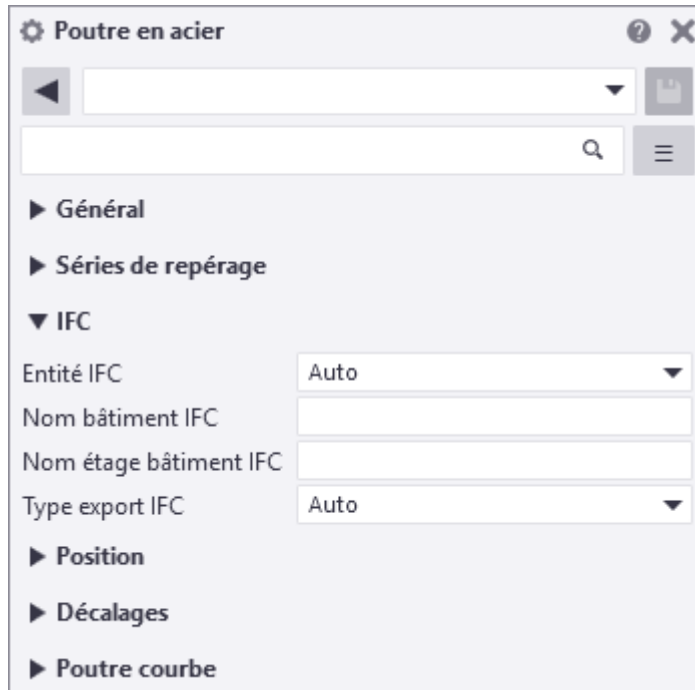 Poutre en acier
Général
Séries de repérage
IFC
Entité IFC Auto
Nom bâtiment IFC
Nom étage bâtiment IFC
Type export IFC Auto
Position
Décalages
Poutre courbe